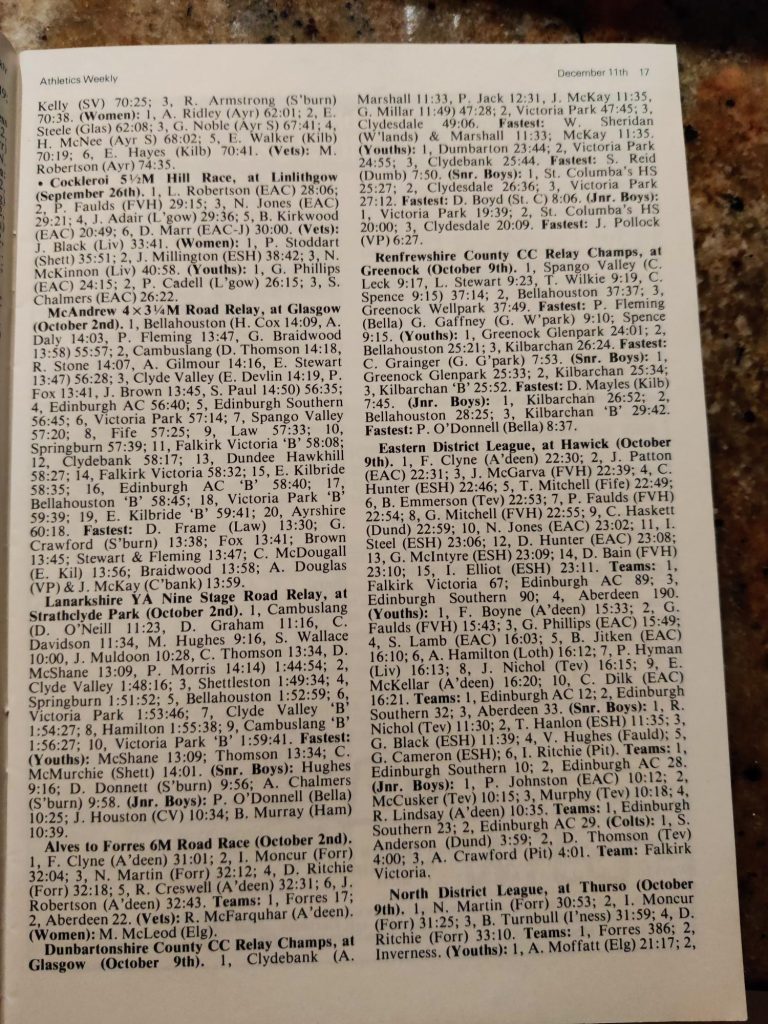 Athletics Weekly
December 11th 17
Kelly (SV) 70:25; 3, R. Armstrong (S'burn)
70:38. (Women): 1, A. Ridley (Ayr) 62:01; 2, E.
Steele (Glas) 62:08; 3, G. Noble (Ayr S) 67:41; 4,
H. McNee (Ayr S) 68:02; 5, E. Walker (Kilb)
70:19; 6, E. Hayes (Kilb) 70:41. (Vets): M.
Robertson (Ayr) 74:35.
• Cockleroi 5½M Hill Race, at Linlithgow
(September 26th). 1, L. Robertson (EAC) 28:06;
2, P. Faulds (FVH) 29:15; 3, N. Jones (EAC)
29:21; 4, J. Adair (L'gow) 29:36; 5, B. Kirkwood
(EAC) 20:49; 6, D. Marr (EAC-J) 30:00. (Vets):
J. Black (Liv) 33:41. (Women): 1, P. Stoddart
(Shett) 35:51; 2, J. Millington (ESH) 38:42; 3, N.
McKinnon (Liv) 40:58. (Youths): 1, G. Phillips
(EAC) 24:15; 2, P. Cadell (L'gow) 26:15; 3, S.
Chalmers (EAC) 26:22.
McAndrew 4×3¼M Road Relay, at Glasgow
(October 2nd). 1, Bellahouston (H. Cox 14:09, A.
Daly 14:03, P. Fleming 13:47, G. Braidwood
13:58) 55:57; 2, Cambuslang (D. Thomson 14:18,
R. Stone 14:07, A. Gilmour 14:16, E. Stewart
13:47) 56:28; 3, Clyde Valley (E. Devlin 14:19, P.
Fox 13:41, J. Brown 13:45, S. Paul 14:50) 56:35;
4, Edinburgh AC 56:40; 5, Edinburgh Southern
56:45; 6, Victoria Park 57:14; 7, Spango Valley
57:20; 8, Fife 57:25; 9, Law 57:33; 10,
Springburn 57:39; 11, Falkirk Victoria 'B' 58:08;
12, Clydebank 58:17; 13, Dundee Hawkhill
58:27; 14, Falkirk Victoria 58:32; 15, E. Kilbride
58:35; 16, Edinburgh AC 'B' 58:40; 17,
Bellahouston 'B' 58:45; 18, Victoria Park 'B'
59:39; 19, E. Kilbride 'B' 59:41; 20, Ayrshire
60:18. Fastest: D. Frame (Law) 13:30; G.
Crawford (S'burn) 13:38; Fox 13:41; Brown
13:45; Stewart & Fleming 13:47; C. McDougall
(E. Kil) 13:56; Braidwood 13:58; A. Douglas
(VP) & J. McKay (C'bank) 13:59.
Lanarkshire YA Nine Stage Road Relay, at
Strathclyde Park (October 2nd). 1, Cambuslang
(D. O'Neill 11:23, D. Graham 11:16, C.
Davidson 11:34, M. Hughes 9:16, S. Wallace
10:00, J. Muldoon 10:28, C. Thomson 13:34, D.
McShane 13:09, P. Morris 14:14) 1:44:54; 2,
Clyde Valley 1:48:16; 3, Shettleston 1:49:34; 4,
Springburn 1:51:52; 5, Bellahouston 1:52:59; 6,
Victoria Park 1:53:46; 7, Clyde Valley 'B'
1:54:27; 8, Hamilton 1:55:38; 9, Cambuslang 'B'
1:56:27; 10, Victoria Park 'B' 1:59:41. Fastest:
(Youths): McShane 13:09; Thomson 13:34; C.
McMurchie (Shett) 14:01. (Snr. Boys): Hughes
9:16; D. Donnett (S'burn) 9:56; A. Chalmers
(S'burn) 9:58. (Jnr. Boys): P. O'Donnell (Bella)
10:25; J. Houston (CV) 10:34; B. Murray (Ham)
10:39.
Alves to Forres 6M Road Race (October 2nd).
1, F. Clyne (A'deen) 31:01; 2, I. Moncur (Forr)
32:04; 3, N. Martin (Forr) 32:12; 4, D. Ritchie
(Forr) 32:18; 5, R. Creswell (A'deen) 32:31; 6, J.
Robertson (A'deen) 32:43. Teams: 1, Forres 17;
2, Aberdeen 22. (Vets): R. McFarquhar (A'deen).
(Women): M. McLeod (Elg).
Dunbartonshire County CC Relay Champs, at
Glasgow (October 9th). 1, Clydebank (A.
Marshall 11:33, P. Jack 12:31, J. McKay 11:35,
G. Millar 11:49) 47:28; 2, Victoria Park 47:45; 3,
Clydesdale 49:06. Fastest: W. Sheridan
(W'lands) & Marshall 11:33; McKay 11:35.
(Youths): 1, Dumbarton 23:44; 2, Victoria Park
24:55; 3, Clydebank 25:44. Fastest: S. Reid
(Dumb) 7:50. (Snr. Boys): 1, St. Columba's HS
25:27; 2, Clydesdale 26:36; 3, Victoria Park
27:12. Fastest: D. Boyd (St. C) 8:06. (Jnr. Boys):
1, Victoria Park 19:39; 2, St. Columba's HS
20:00; 3, Clydesdale 20:09. Fastest: J. Pollock
(VP) 6:27.
Renfrewshire County CC Relay Champs, at
Greenock (October 9th). 1, Spango Valley (C.
Leck 9:17, L. Stewart 9:23, T. Wilkie 9:19, C.
Spence 9:15) 37:14; 2, Bellahouston 37:37; 3,
Greenock Wellpark 37:49. Fastest: P. Fleming
(Bella) G. Gaffney (G. W'park) 9:10; Spence
9:15. (Youths): 1, Greenock Glenpark 24:01; 2,
Bellahouston 25:21; 3, Kilbarchan 26:24. Fastest:
C. Grainger (G. G'park) 7:53. (Snr. Boys): 1,
Greenock Glenpark 25:33; 2, Kilbarchan 25:34;
3, Kilbarchan 'B' 25:52. Fastest: D. Mayles (Kilb)
7:45. (Jnr. Boys): 1, Kilbarchan 26:52; 2,
Bellahouston 28:25; 3, Kilbarchan 'B' 29:42.
Fastest: P. O'Donnell (Bella) 8:37.
Eastern District League, at Hawick (October
9th). 1, F. Clyne (A'deen) 22:30; 2, J. Patton
(EAC) 22:31; 3, J. McGarva (FVH) 22:39; 4, C.
Hunter (ESH) 22:46; 5, T. Mitchell (Fife) 22:49;
6, B. Emmerson (Tev) 22:53; 7, P. Faulds (FVH)
22:54; 8, G. Mitchell (FVH) 22:55; 9, C. Haskett
(Dund) 22:59; 10, N. Jones (EAC) 23:02; 11, I.
Steel (ESH) 23:06; 12, D. Hunter (EAC) 23:08;
13, G. McIntyre (ESH) 23:09; 14, D. Bain (FVH)
23:10; 15, I. Elliot (ESH) 23:11. Teams: 1,
Falkirk Victoria 67; Edinburgh AC 89; 3,
Edinburgh Southern 90; 4, Aberdeen 190.
(Youths): 1, F. Boyne (A'deen) 15:33; 2, G.
Faulds (FVH) 15:43; 3, G. Phillips (EAC) 15:49;
4, S. Lamb (EAC) 16:03; 5, B. Jitken (EAC)
16:10; 6, A. Hamilton (Loth) 16:12; 7, P. Hyman
(Liv) 16:13; 8, J. Nichol (Tev) 16:15; 9, E.
McKellar (A'deen) 16:20; 10, C. Dilk (EAC)
16:21. Teams: 1, Edinburgh AC 12; 2, Edinburgh
Southern 32; 3, Aberdeen 33. (Snr. Boys): 1, R.
Nichol (Tev) 11:30; 2, T. Hanlon (ESH) 11:35; 3,
G. Black (ESH) 11:39; 4, V. Hughes (Fauld); 5,
G. Cameron (ESH); 6, I. Ritchie (Pit). Teams: 1,
Edinburgh Southern 10; 2, Edinburgh AC 28.
(Jnr. Boys): 1, P. Johnston (EAC) 10:12; 2,
McCusker (Tev) 10:15; 3, Murphy (Tev) 10:18; 4,
R. Lindsay (A'deen) 10:35. Teams: 1, Edinburgh
Southern 23; 2, Edinburgh AC 29. (Colts): 1, S.
Anderson (Dund) 3:59; 2, D. Thomson (Tev)
4:00; 3, A. Crawford (Pit) 4:01. Team: Falkirk
Victoria.
North District League, at Thurso (October
9th). 1, N. Martin (Forr) 30:53; 2, I. Moncur
(Forr) 31:25; 3, B. Turnbull (I'ness) 31:59; 4, D.
Ritchie (Forr) 33:10. Teams: 1, Forres 386; 2,
Inverness. (Youths): 1, A. Moffatt (Elg) 21:17; 2,